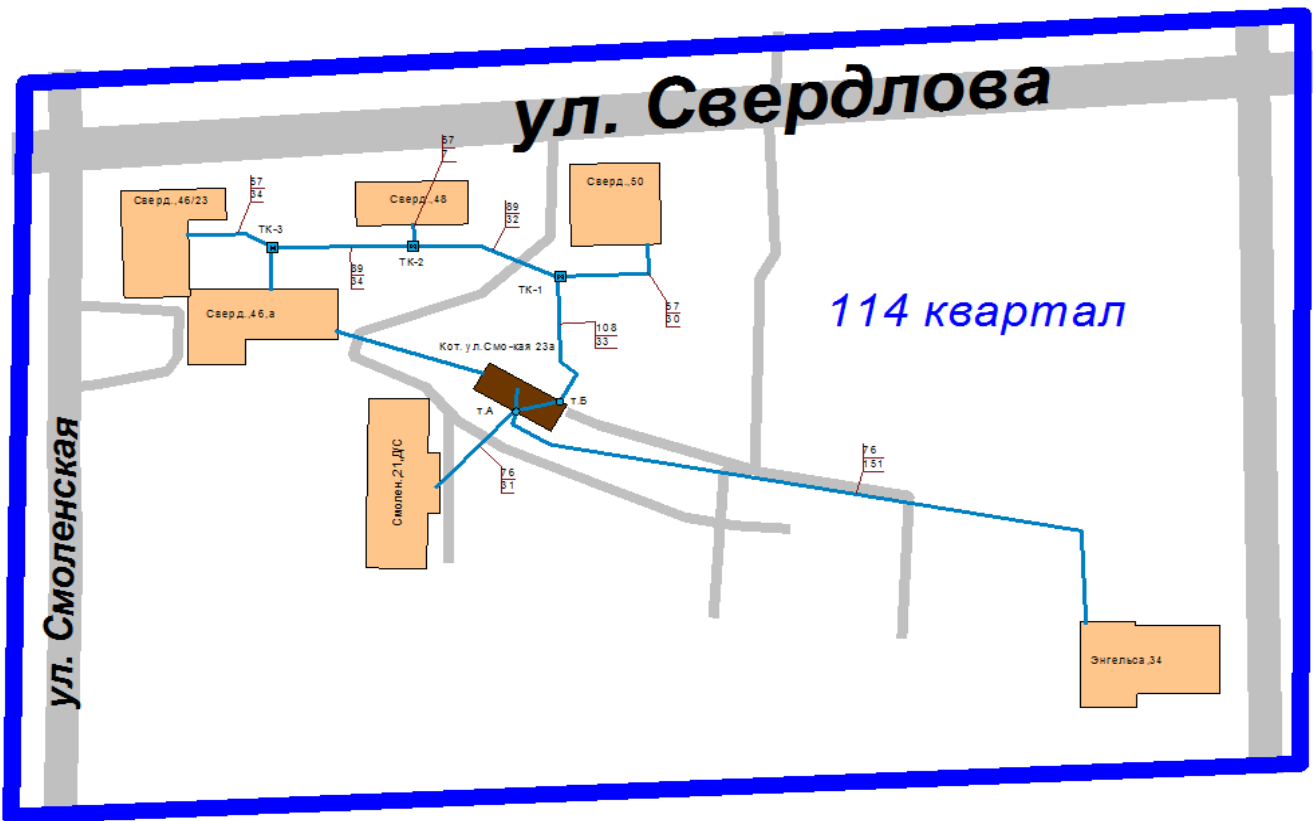 ул. Свердлова
57
7
Сверд.,50
Сверд.,46/23
57
34
Сверд.,48
89
32
ТК-3
ТК-2
89
34
ТК-1
57
30
Сверд.,46,а
108
33
114 квартал
Кот. ул.Смо-кая 23а
т.А
т.Б
76
151
76
31
Смолен.,21,Д/С
ул. Смоленская
Энгельса,34